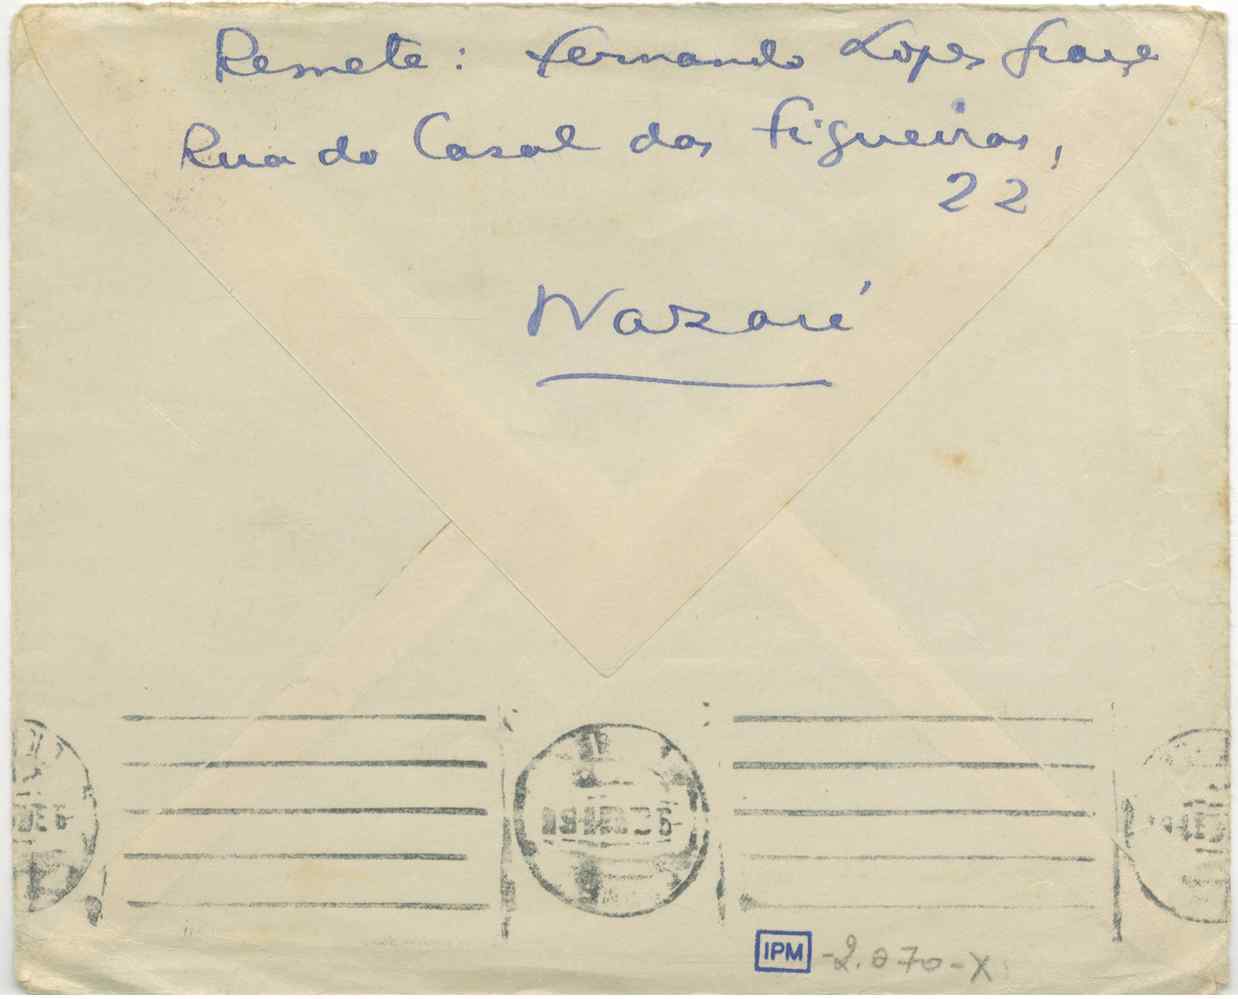 Remete: Fernando Lopes Graça
Rua do Casal das Figueiras,
22
Nazaré
IPM -2.070-X